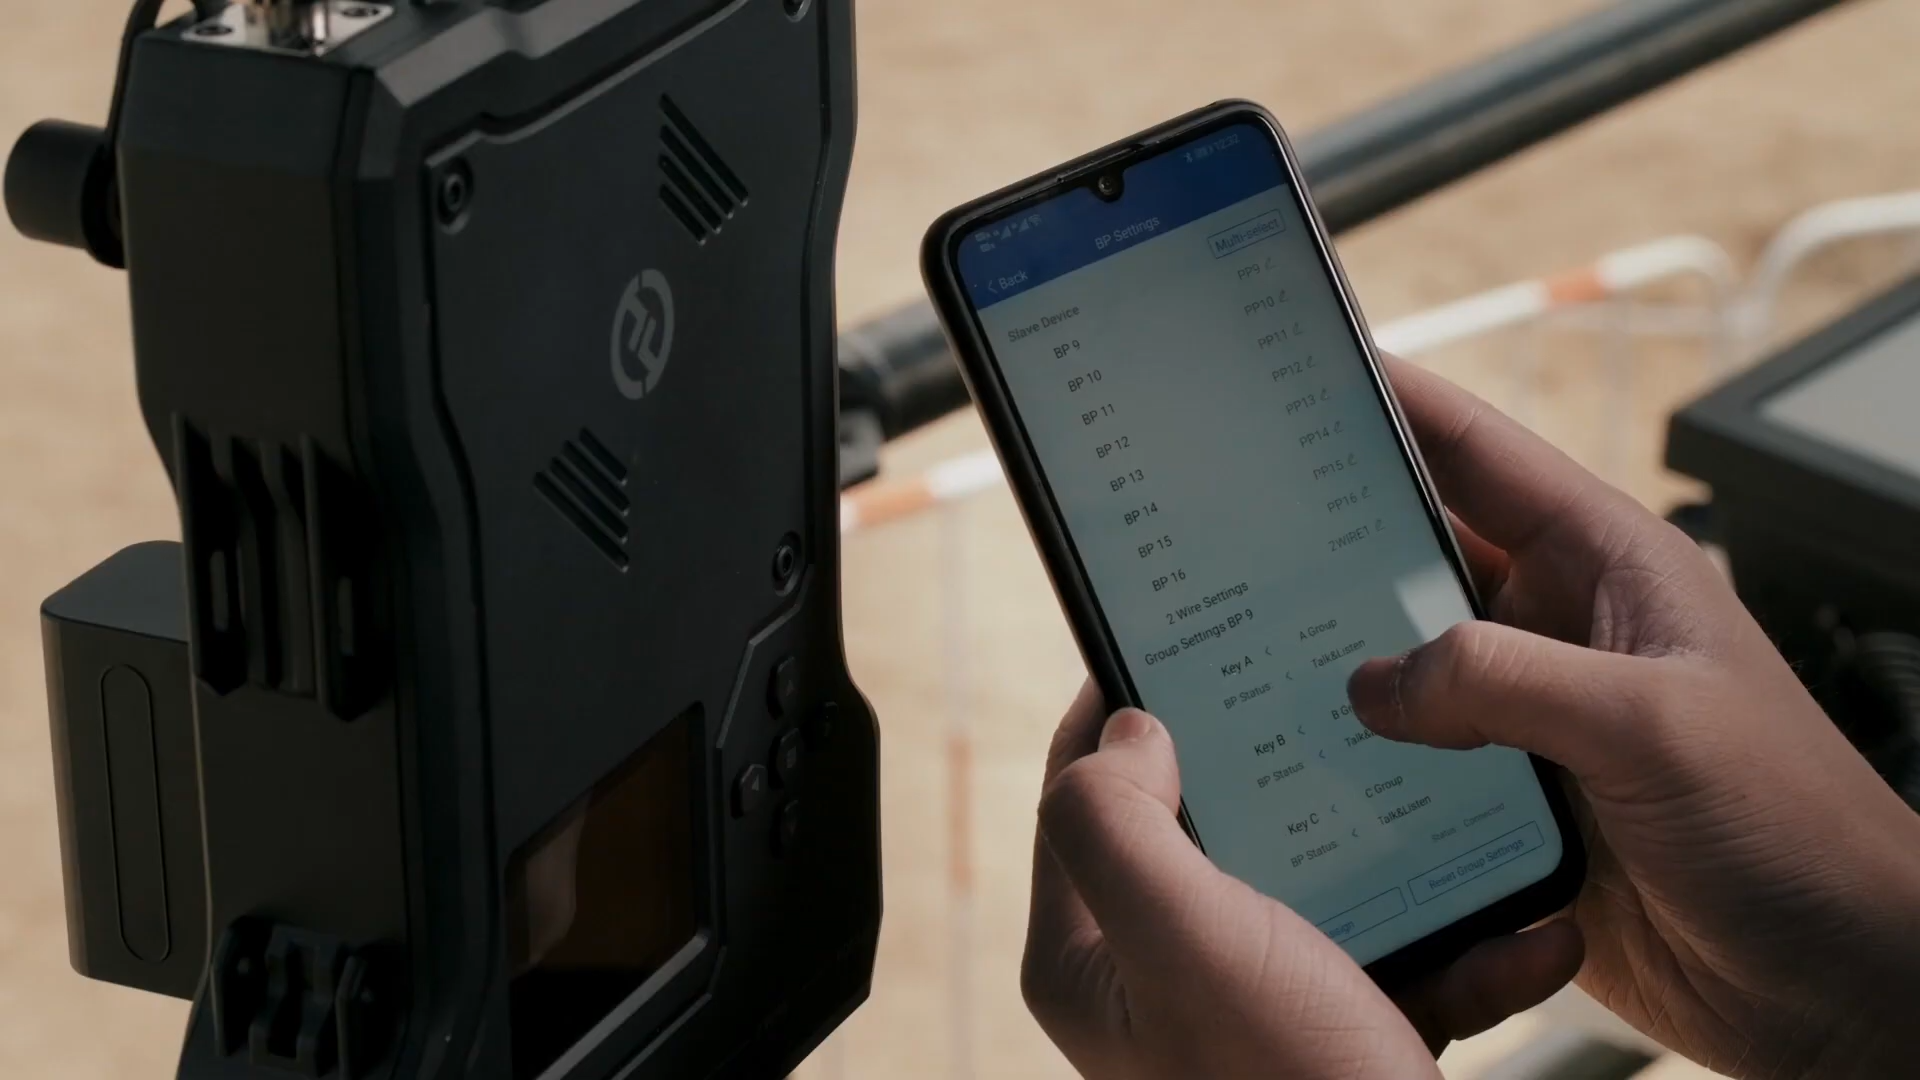 12:37
BP Settings
Back
Multi-select
Slave Device
BP 9 PP9
BP 10 PP10
BP 11 PP11
BP 12 PP12
BP 13 PP13
BP 14 PP14
BP 15 PP15
BP 16 PP16
2 Wire Settings 2WIRE1
Group Settings BP 9
Key A A Group
BP Status: Talk&Listen
Key B B
BP Status:
Key C C Group
BP Status: Talk&Listen
Status: Connected
Reset Group Settings